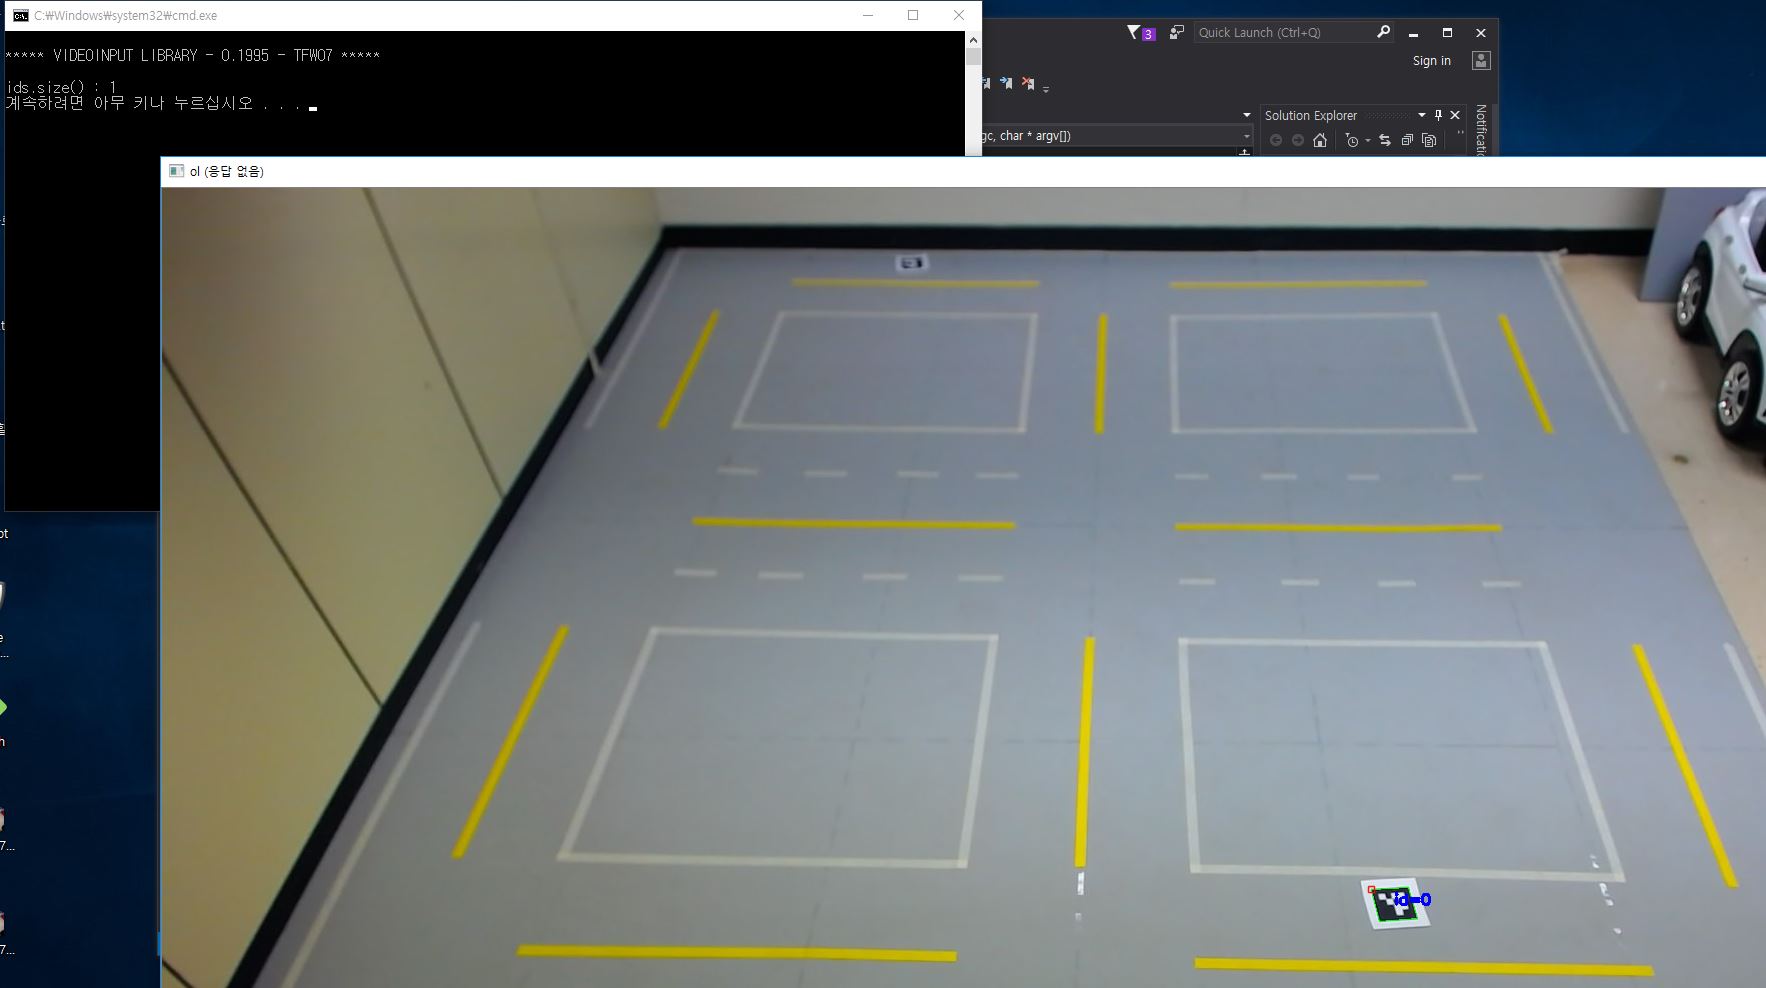 C:\Windows\system32\cmd.exe
***** VIDEOINPUT LIBRARY - 0.1995 - TFW07 *****
ids.size() : 1
계속하려면 아무 키나 누르십시오 . . .
3
Quick Launch (Ctrl+Q)
Sign in
Solution Explorer
gc, char * argv[])
ol (응답 없음)
id=0
7...
7...